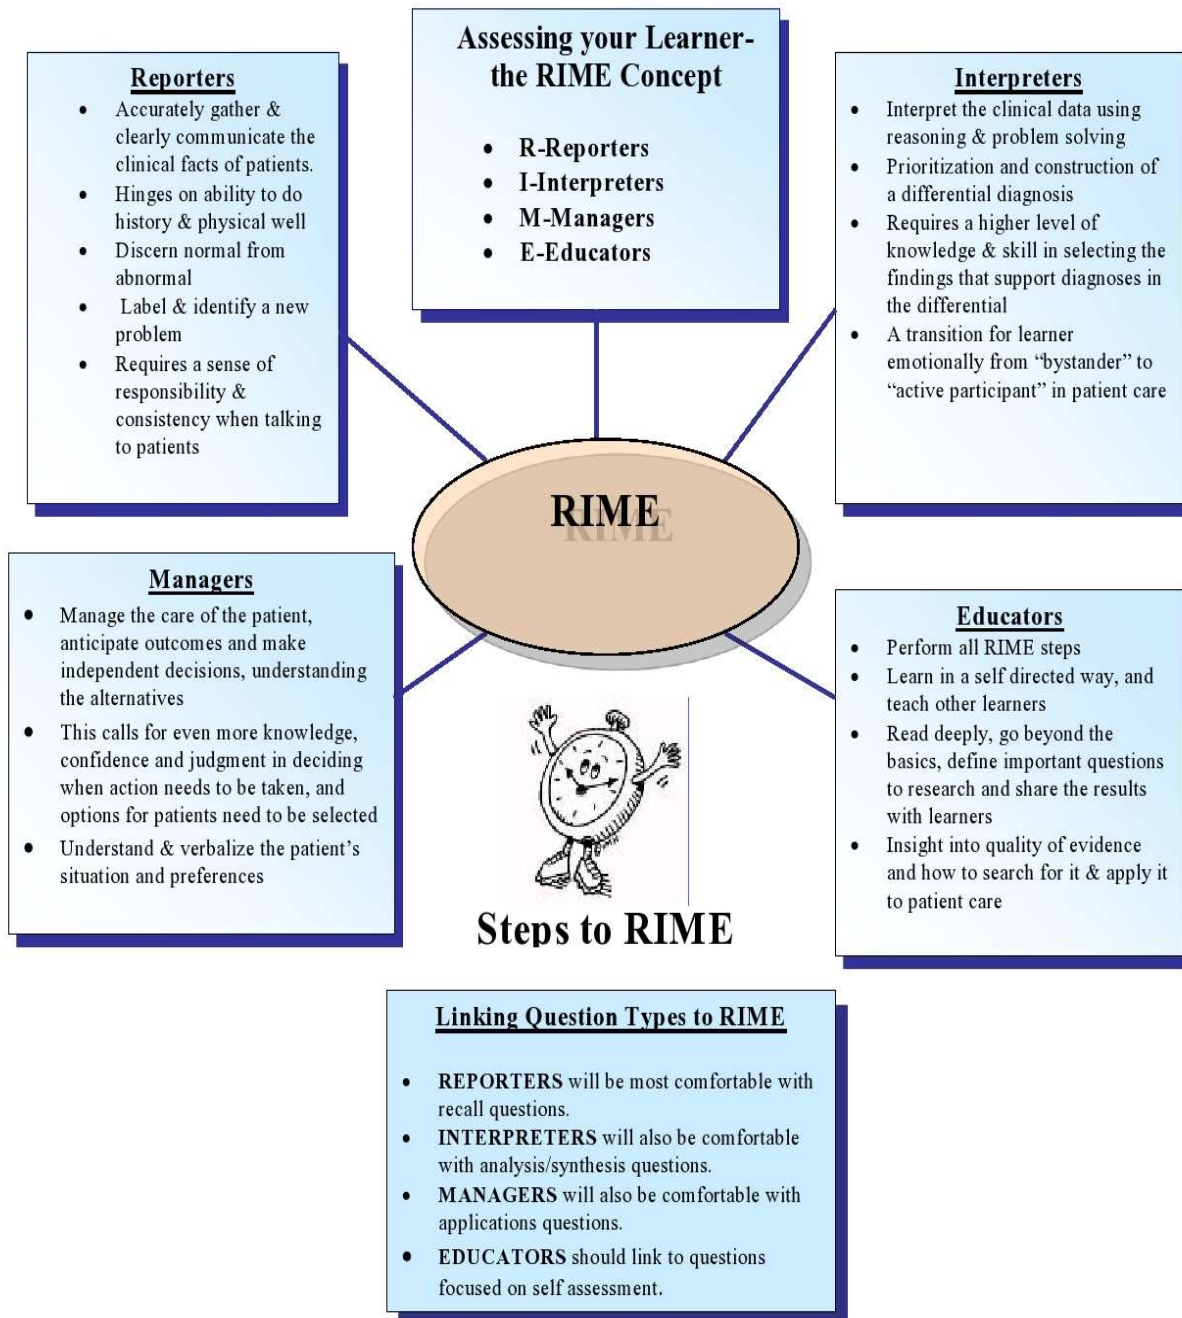 Assessing your Learner-
the RIME Concept
• R-Reporters
• I-Interpreters
• M-Managers
• E-Educators
Reporters
• Accurately gather &
clearly communicate the
clinical facts of patients.
• Hinges on ability to do
history & physical well
• Discern normal from
abnormal
• Label & identify a new
problem
• Requires a sense of
responsibility &
consistency when talking
to patients
Interpreters
• Interpret the clinical data using
reasoning & problem solving
• Prioritization and construction of
a differential diagnosis
• Requires a higher level of
knowledge & skill in selecting the
findings that support diagnoses in
the differential
• A transition for learner
emotionally from “bystander” to
“active participant” in patient care
RIME
Managers
• Manage the care of the patient,
anticipate outcomes and make
independent decisions, understanding
the alternatives
• This calls for even more knowledge,
confidence and judgment in deciding
when action needs to be taken, and
options for patients need to be selected
• Understand & verbalize the patient’s
situation and preferences
Educators
• Perform all RIME steps
• Learn in a self directed way, and
teach other learners
• Read deeply, go beyond the
basics, define important questions
to research and share the results
with learners
• Insight into quality of evidence
and how to search for it & apply it
to patient care
Steps to RIME
Linking Question Types to RIME
• REPORTERS will be most comfortable with
recall questions.
• INTERPRETERS will also be comfortable
with analysis/synthesis questions.
• MANAGERS will also be comfortable with
applications questions.
• EDUCATORS should link to questions
focused on self assessment.